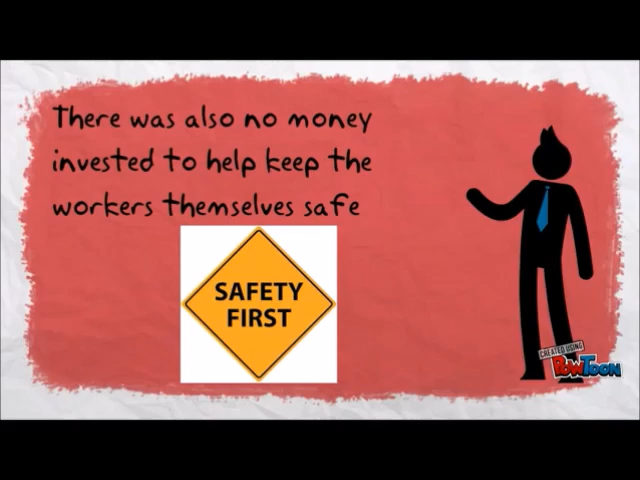 There was also no money
invested to help keep the
workers themselves safe
SAFETY
FIRST
CREATED USING
POWTOON